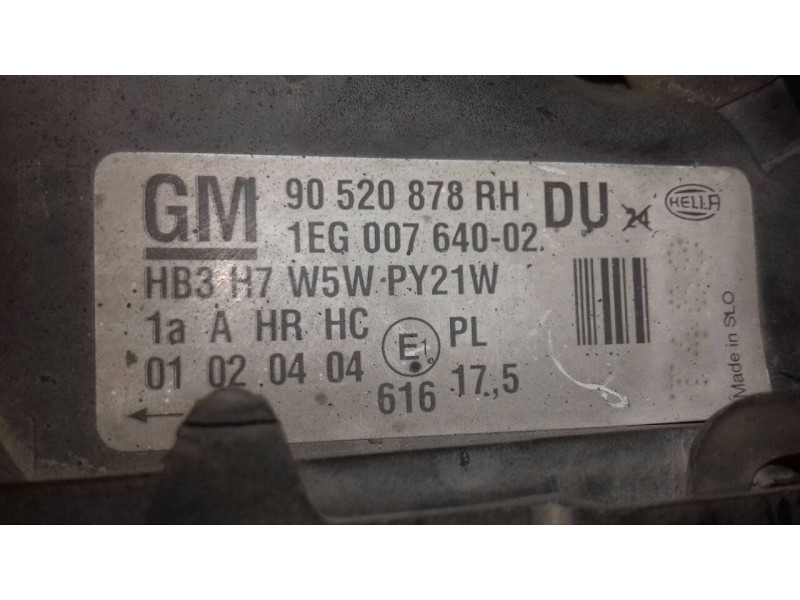 GM 90 520 878 RH DU 24 HELLA
1EG 007 640-02.
HB3 H7 W5W PY21W
1a A HR HC E1 PL
01 02 04 04 616 17,5
Made in SLO